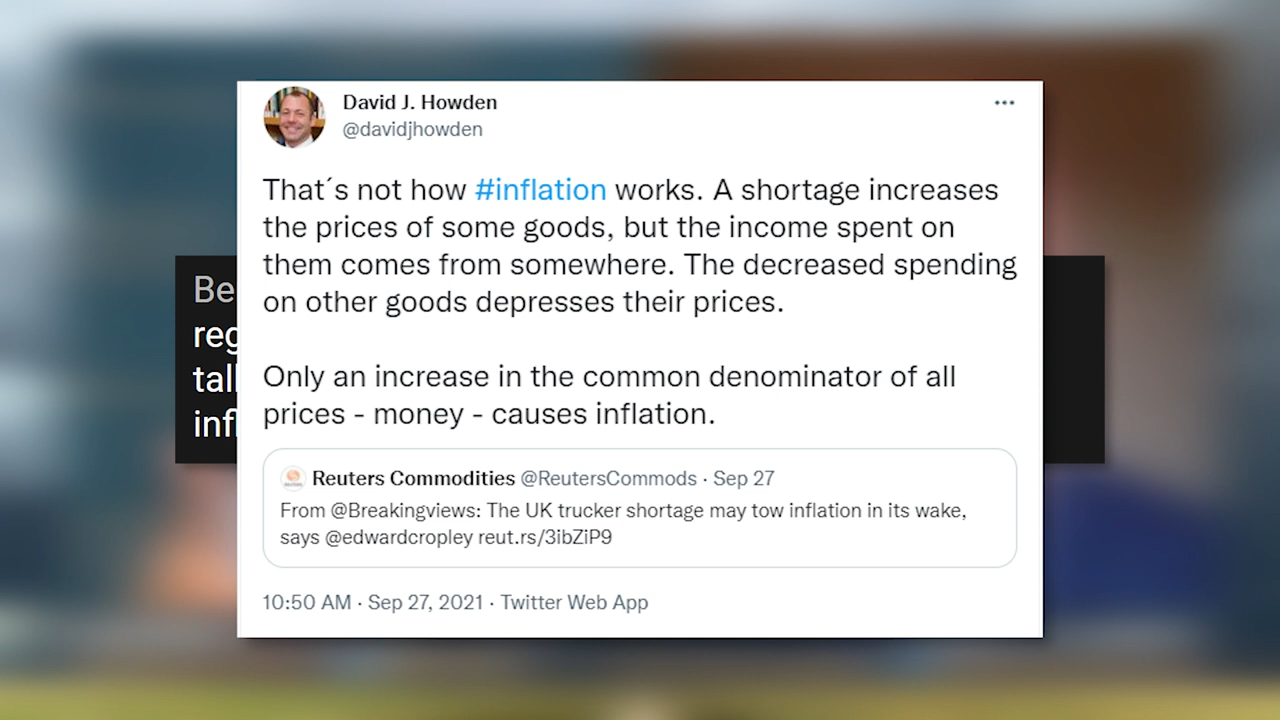 David J. Howden
@davidjhowden
That´s not how #inflation works. A shortage increases
the prices of some goods, but the income spent on
them comes from somewhere. The decreased spending
on other goods depresses their prices.
Only an increase in the common denominator of all
prices - money - causes inflation.
Reuters Commodities @ReutersCommods · Sep 27
From @Breakingviews: The UK trucker shortage may tow inflation in its wake,
says @edwardcropley reut.rs/3ibZiP9
10:50 AM · Sep 27, 2021 · Twitter Web App